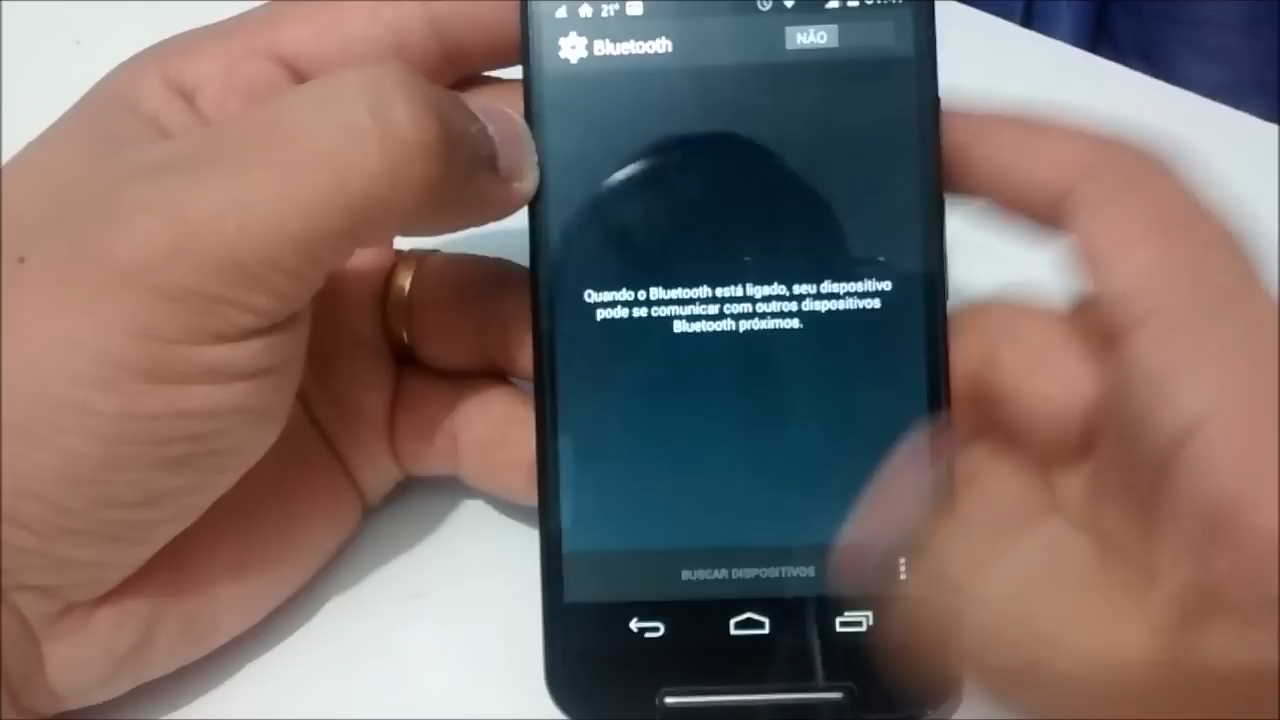 21°
Bluetooth
NÃO
Quando o Bluetooth está ligado, seu dispositivo
pode se comunicar com outros dispositivos
Bluetooth próximos.
BUSCAR DISPOSITIVOS